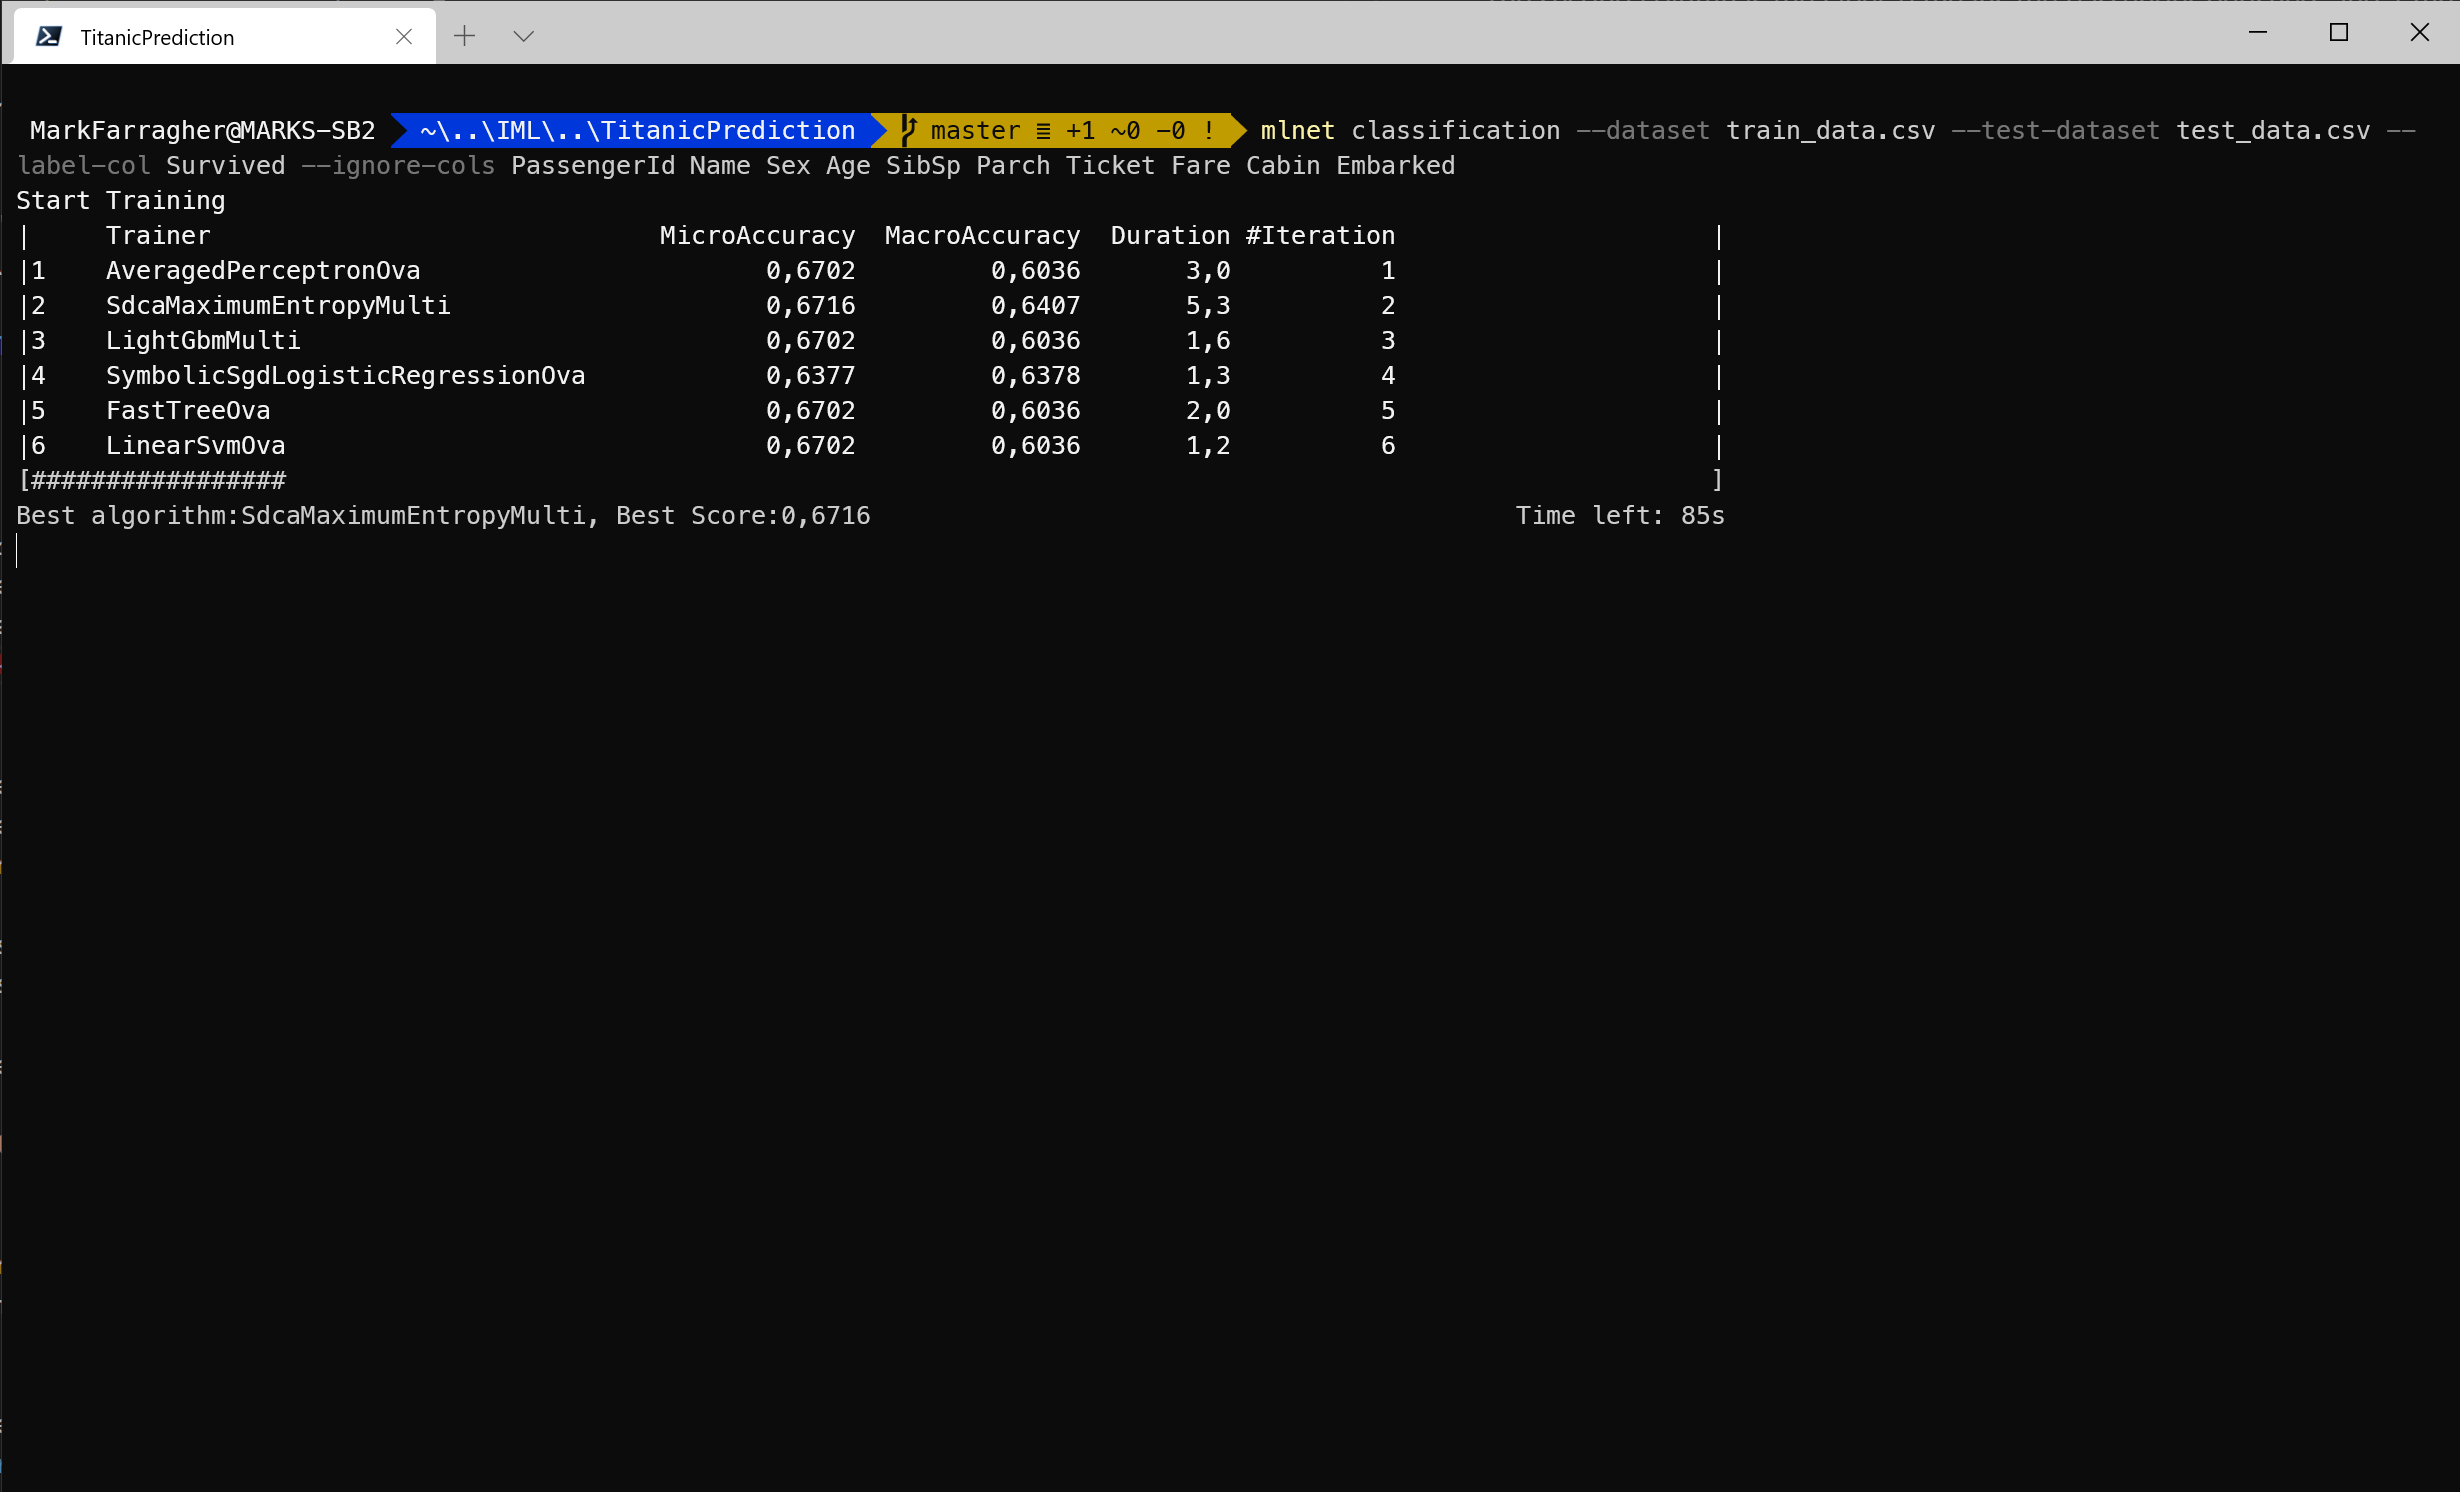 TitanicPrediction
MarkFarragher@MARKS-SB2 ~\..\IML\..\TitanicPrediction master ≣ +1 ~0 -0 ! mlnet classification --dataset train_data.csv --test-dataset test_data.csv --
label-col Survived --ignore-cols PassengerId Name Sex Age SibSp Parch Ticket Fare Cabin Embarked
Start Training
|     Trainer                              MicroAccuracy  MacroAccuracy  Duration #Iteration                     |
|1    AveragedPerceptronOva                       0,6702         0,6036       3,0          1                     |
|2    SdcaMaximumEntropyMulti                     0,6716         0,6407       5,3          2                     |
|3    LightGbmMulti                               0,6702         0,6036       1,6          3                     |
|4    SymbolicSgdLogisticRegressionOva            0,6377         0,6378       1,3          4                     |
|5    FastTreeOva                                 0,6702         0,6036       2,0          5                     |
|6    LinearSvmOva                                0,6702         0,6036       1,2          6                     |
[#################                                                                                               ]
Best algorithm:SdcaMaximumEntropyMulti, Best Score:0,6716                                           Time left: 85s